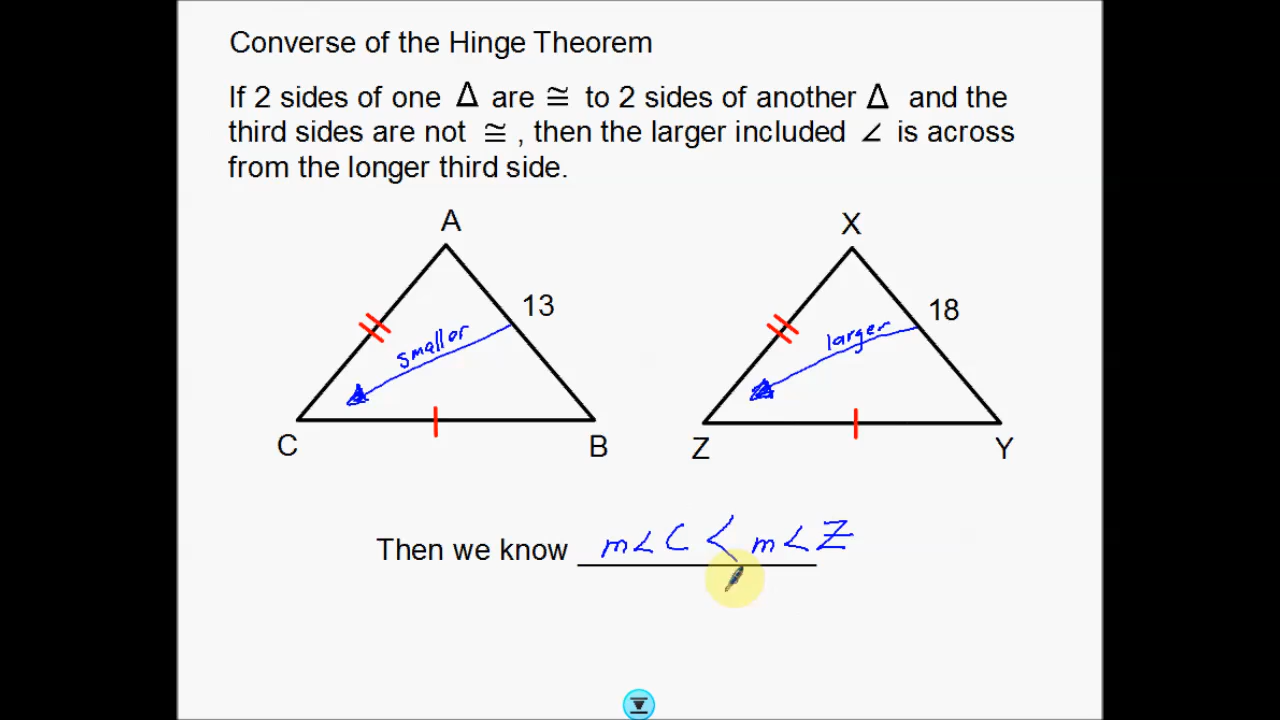 Converse of the Hinge Theorem
If 2 sides of one Δ are ≅ to 2 sides of another Δ and the
third sides are not ≅ , then the larger included ∠ is across
from the longer third side.
A
X
13
18
smaller
larger
C
B
Z
Y
Then we know m∠C < m∠Z